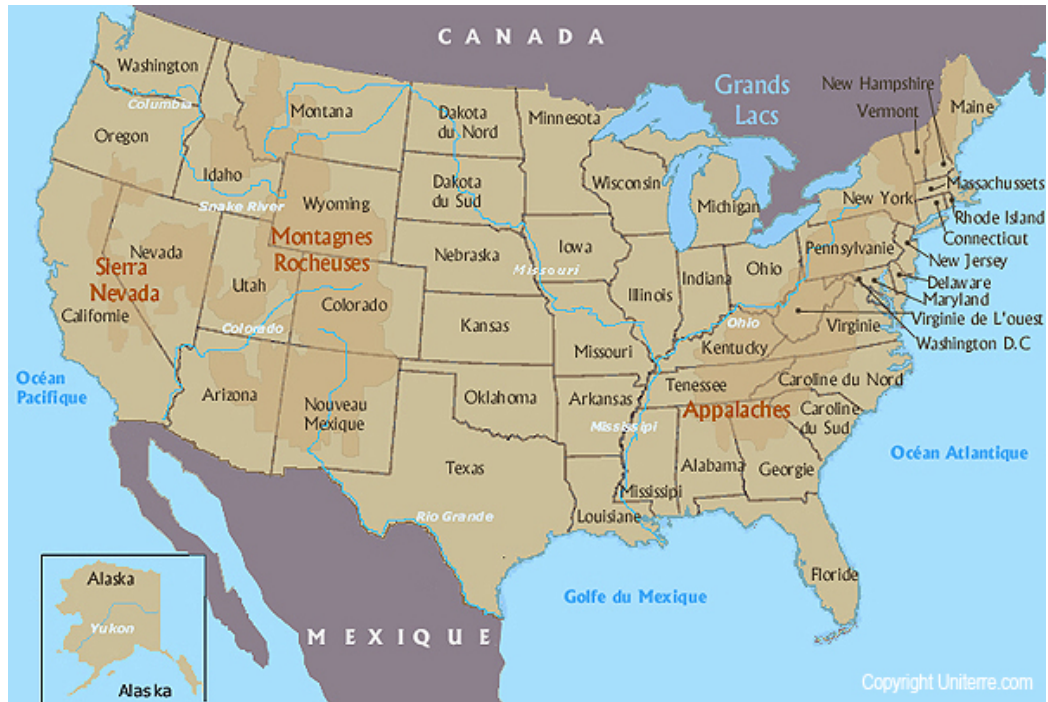 CANADA
Washington
Columbia
Montana
Dakota
du Nord
Minnesota
Grands
Lacs
New Hampshire
Vermont
Maine
Oregon
Idaho
Snake River
Wyoming
Dakota
du Sud
Wisconsin
Michigan
New York
Massachussets
Rhode Island
Connecticut
New Jersey
Delaware
Maryland
Virginie de L'ouest
Washington D.C
Montagnes
Rocheuses
Nebraska
Iowa
Missouri
Illinois
Indiana
Ohio
Pennsylvanie
Sierra
Nevada
Nevada
Utah
Colorado
Colorado
Kansas
Missouri
Ohio
Kentucky
Virginie
Californie
Océan
Pacifique
Arizona
Nouveau
Mexique
Oklahoma
Arkansas
Tenessee
Caroline du Nord
Appalaches
Caroline
du Sud
Mississipi
Océan Atlantique
Texas
Alabama
Georgie
Mississipi
Louisiane
Rio Grande
Floride
Golfe du Mexique
MEXIQUE
Alaska
Yukon
Alaska
Copyright Uniterre.com